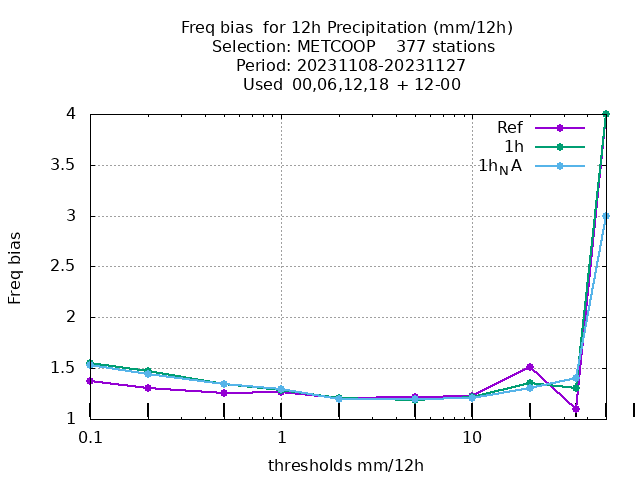 Freq bias  for 12h Precipitation (mm/12h)
Selection: METCOOP    377 stations
Period: 20231108-20231127
Used  00,06,12,18  + 12-00
Ref
1h
1h_NA
4
3.5
3
2.5
2
1.5
1
Freq bias
0.1
1
10
thresholds mm/12h